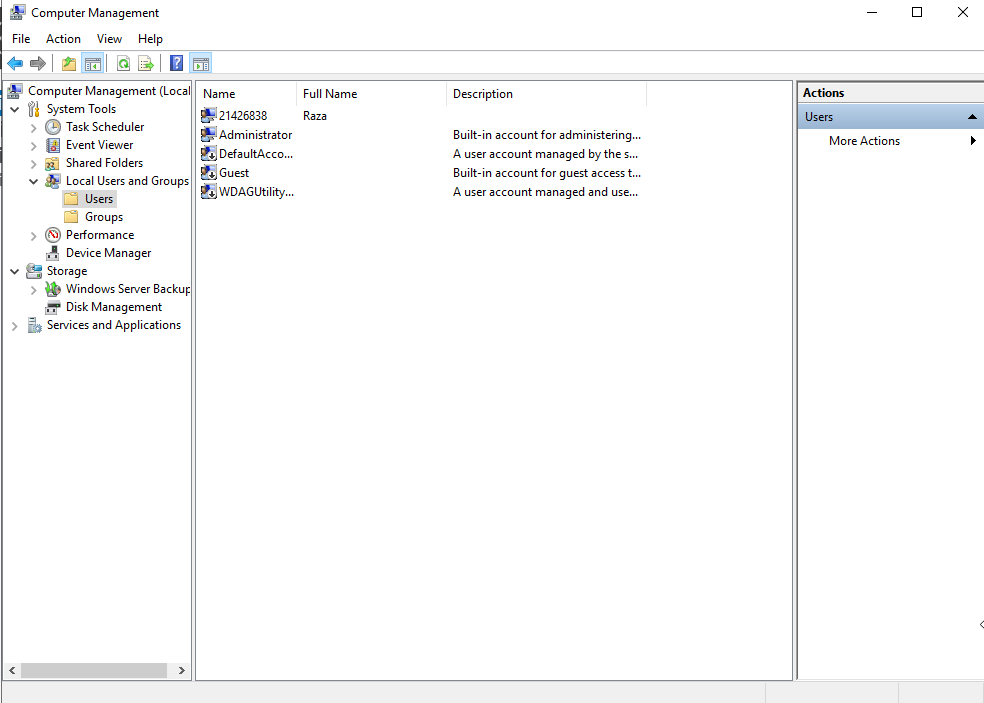 Computer Management
File Action View Help
Computer Management (Local
System Tools
Task Scheduler
Event Viewer
Shared Folders
Local Users and Groups
Users
Groups
Performance
Device Manager
Storage
Windows Server Backup
Disk Management
Services and Applications
Name Full Name Description
21426838 Raza
Administrator Built-in account for administering...
DefaultAcco... A user account managed by the s...
Guest Built-in account for guest access t...
WDAGUtility... A user account managed and use...
Actions
Users
More Actions